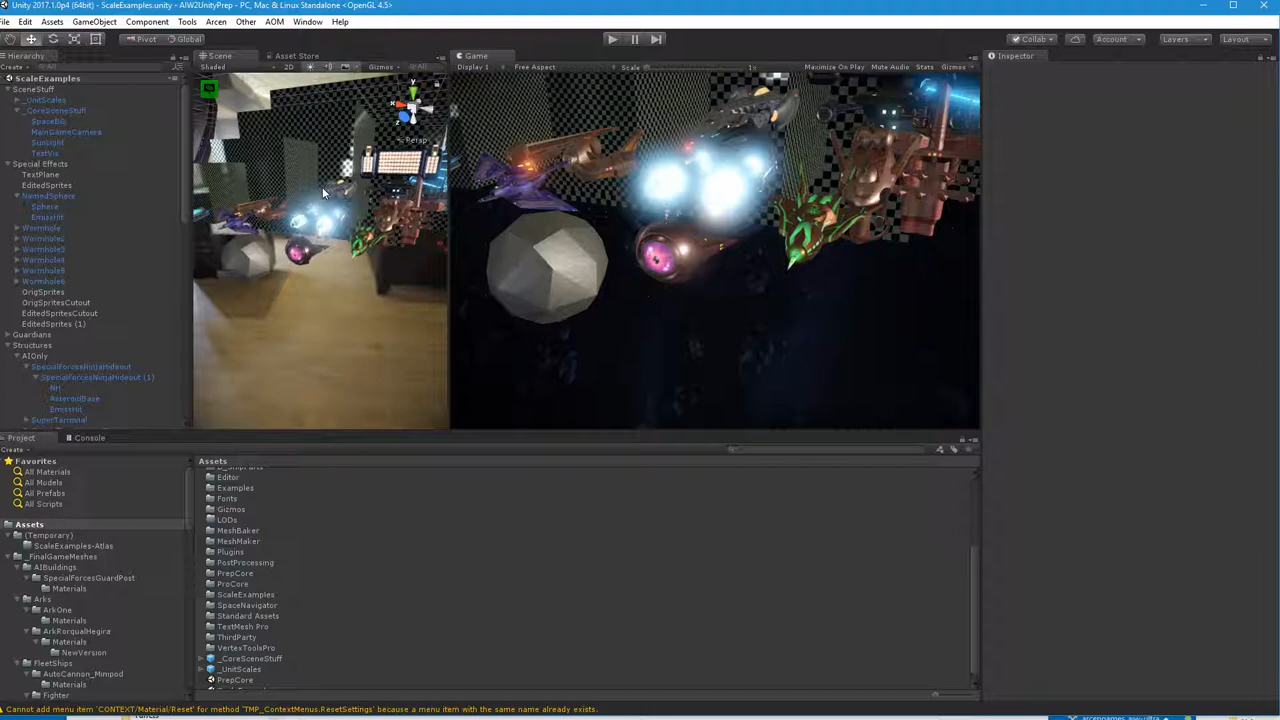 Unity 2017.1.0p4 (64bit) - ScaleExamples.unity - AIW2UnityPrep - PC, Mac & Linux Standalone <OpenGL 4.5>
File Edit Assets GameObject Component Tools Arcen Other AOM Window Help
Pivot Global Collab Account Layers Layout
Hierarchy Scene Asset Store Game Inspector
Create All Shaded 2D Gizmos All Display 1 Free Aspect Scale 1x Maximize On Play Mute Audio Stats Gizmos
ScaleExamples
SceneStuff
_UnitScales
_CoreSceneStuff
SpaceBG
MainGameCamera
SunLight
TestVis
Special Effects
TextPlane
EditedSprites
NamedSphere
Sphere
EmissHit
Wormhole
Wormhole2
Wormhole3
Wormhole4
Wormhole5
Wormhole6
OrigSprites
OrigSpritesCutout
EditedSpritesCutout
EditedSprites (1)
Guardians
Structures
AIOnly
SpecialForcesNinjaHideout
SpecialForcesNinjaHideout (1)
AsteroidBase
EmissHit
SuperTerminal
y
x
z
Persp
Project Console
Create
Favorites
All Materials
All Models
All Prefabs
All Scripts
Assets
(Temporary)
ScaleExamples-Atlas
_FinalGameMeshes
AIBuildings
SpecialForcesGuardPost
Materials
Arks
ArkOne
Materials
ArkRorqualHegira
Materials
NewVersion
FleetShips
AutoCannon_Minipod
Materials
Fighter
Assets
Editor
Examples
Fonts
Gizmos
LODs
MeshBaker
MeshMaker
Plugins
PostProcessing
PrepCore
ProCore
ScaleExamples
SpaceNavigator
Standard Assets
TextMesh Pro
ThirdParty
VertexToolsPro
_CoreSceneStuff
_UnitScales
PrepCore
Cannot add menu item 'CONTEXT/Material/Reset' for method 'TMP_ContextMenus.ResetSettings' because a menu item with the same name already exists.